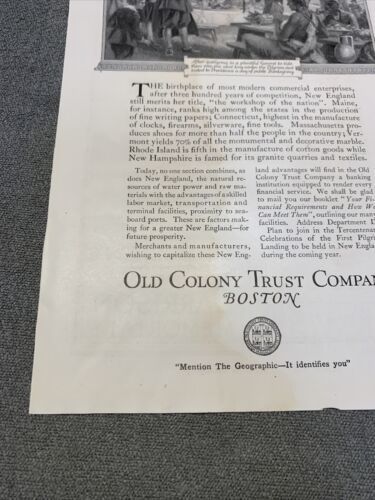 THE birthplace of most modern commercial enterprises,
after three hundred years of competition, New England
still merits her title, "the workshop of the nation". Maine,
for instance, ranks high among the states in the production
of fine writing papers; Connecticut, highest in the manufacture
of clocks, firearms, silverware, fine tools. Massachusetts pro-
duces shoes for more than half the people in the country; Ver-
mont yields 70% of all the monumental and decorative marble.
Rhode Island is fifth in the manufacture of cotton goods while
New Hampshire is famed for its granite quarries and textiles.
Today, no one section combines, as
does New England, the natural re-
sources of water power and raw ma-
terials with the advantages of a skilled
labor market, transportation and
terminal facilities, proximity to sea-
board ports. These are factors mak-
ing for a greater New England—for
future prosperity.
Merchants and manufacturers,
wishing to capitalize these New Eng-
land advantages will find in the Old
Colony Trust Company a banking
institution equipped to render every
financial service. We shall be glad
to mail you our booklet "Your Fi-
nancial Requirements and How We
Can Meet Them", outlining our many
facilities. Address Department
Plan to join in the Tercentenar
Celebrations of the First Pilgri
Landing to be held in New Engla
during the coming year.
OLD COLONY TRUST COMPAN
BOSTON
"Mention The Geographic—It identifies you"